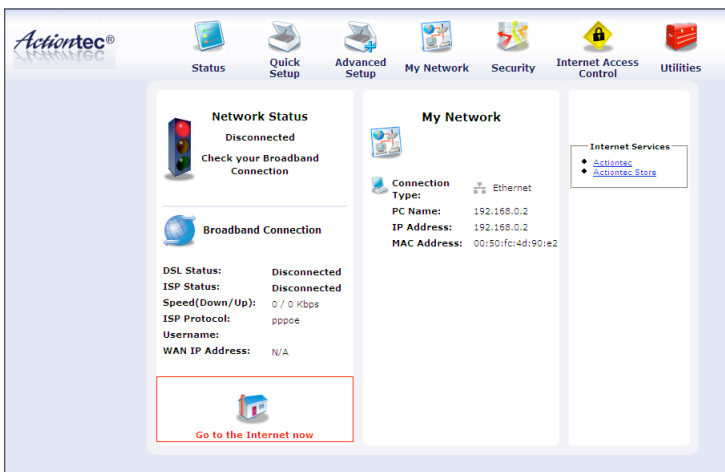 Actiontec®
Status
Quick
Setup
Advanced
Setup
My Network
Security
Internet Access
Control
Utilities
Network Status
Disconnected
Check your Broadband
Connection
Broadband Connection
DSL Status: Disconnected
ISP Status: Disconnected
Speed(Down/Up): 0 / 0 Kbps
ISP Protocol: pppoe
Username:
WAN IP Address: N/A
Go to the Internet now
My Network
Connection
Type: Ethernet
PC Name: 192.168.0.2
IP Address: 192.168.0.2
MAC Address: 00:50:fc:4d:90:e2
Internet Services
Actiontec
Actiontec Store